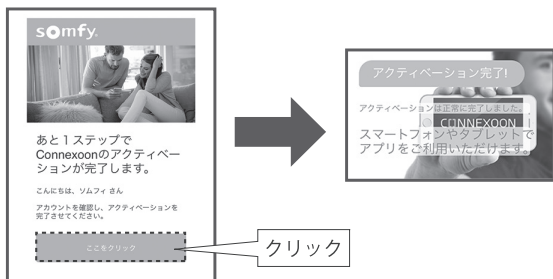 somfy.
あと1ステップで
Connexoonのアクティベー
ションが完了します。
こんにちは、ソムフィ さん
アカウントを確認し、アクティベーションを
完了させてください。
ここをクリック
クリック
アクティベーション完了!
アクティベーションは正常に完了しました。
CONNEXOON
スマートフォンやタブレットで
アプリをご利用いただけます。